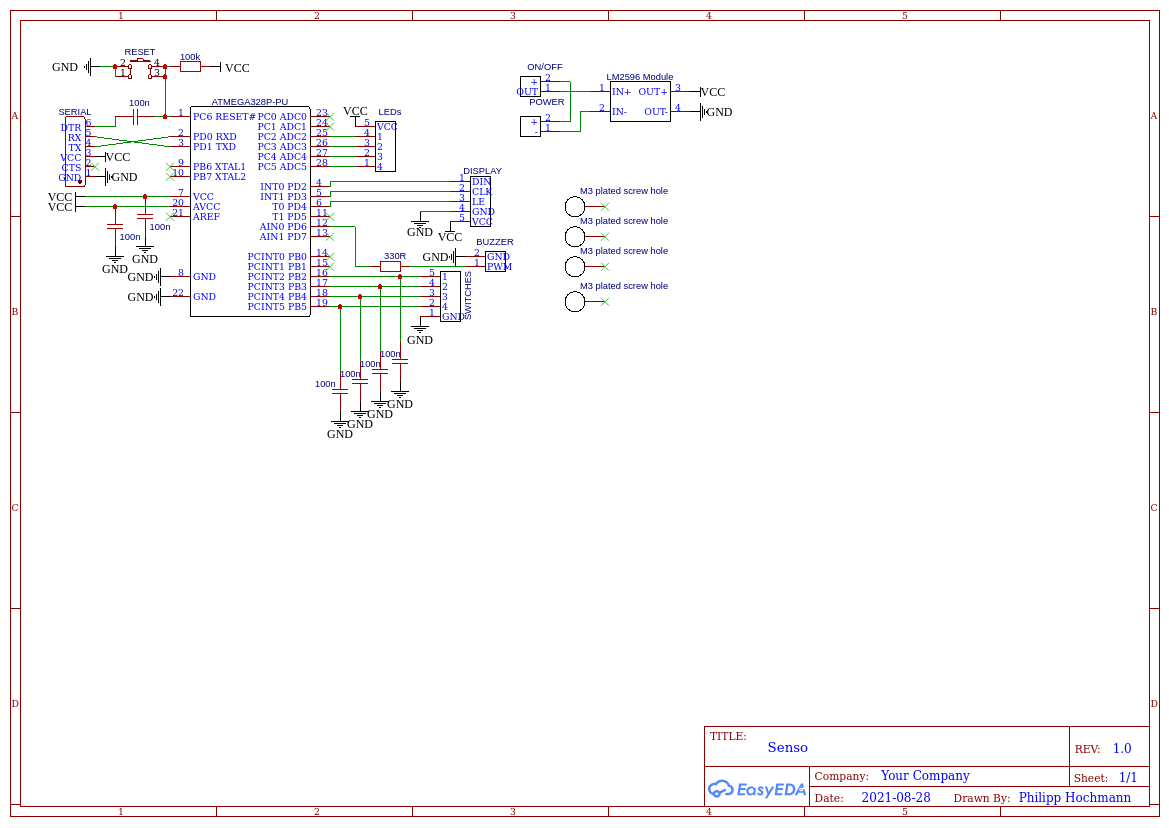 1 2 3 4 5
A
B
C
D
A
B
C
D
RESET
GND
2 4
1 3
100k
VCC
100n
SERIAL
DTR 6
RX 5
TX 4
VCC 3
CTS 2
GND 1
VCC
GND
VCC
VCC
100n
100n
GND
GND
GND
GND
ATMEGA328P-PU
1 PC6 RESET#
2 PD0 RXD
3 PD1 TXD
9 PB6 XTAL1
10 PB7 XTAL2
7 VCC
20 AVCC
21 AREF
8 GND
22 GND
PC0 ADC0 23
PC1 ADC1 24
PC2 ADC2 25
PC3 ADC3 26
PC4 ADC4 27
PC5 ADC5 28
INT0 PD2 4
INT1 PD3 5
T0 PD4 6
T1 PD5 11
AIN0 PD6 12
AIN1 PD7 13
PCINT0 PB0 14
PCINT1 PB1 15
PCINT2 PB2 16
PCINT3 PB3 17
PCINT4 PB4 18
PCINT5 PB5 19
VCC
LEDs
5 VCC
4 1
3 2
2 3
1 4
DISPLAY
1 DIN
2 CLK
3 LE
4 GND
5 VCC
GND
VCC
BUZZER
GND
2 GND
1 PWM
330R
SWITCHES
5 1
4 2
3 3
2 4
1 GND
GND
100n
100n
100n
100n
GND
GND
GND
GND
ON/OFF
+ 2
OUT 1
POWER
+ 2
- 1
LM2596 Module
1 IN+ OUT+ 3
2 IN- OUT- 4
VCC
GND
M3 plated screw hole
M3 plated screw hole
M3 plated screw hole
M3 plated screw hole
TITLE:
Senso
REV: 1.0
EasyEDA
Company: Your Company
Sheet: 1/1
Date: 2021-08-28
Drawn By: Philipp Hochmann
1 2 3 4 5